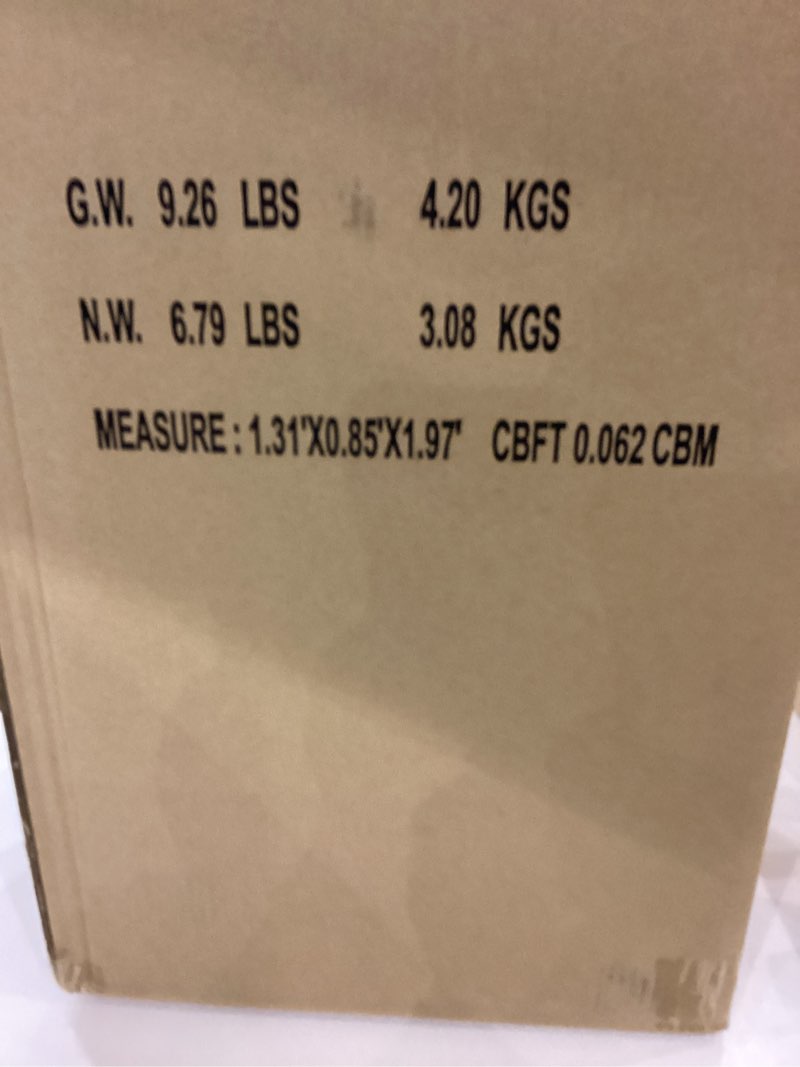 G.W. 9.26 LBS 4.20 KGS
N.W. 6.79 LBS 3.08 KGS
MEASURE : 1.31'X0.85'X1.97' CBFT 0.062 CBM